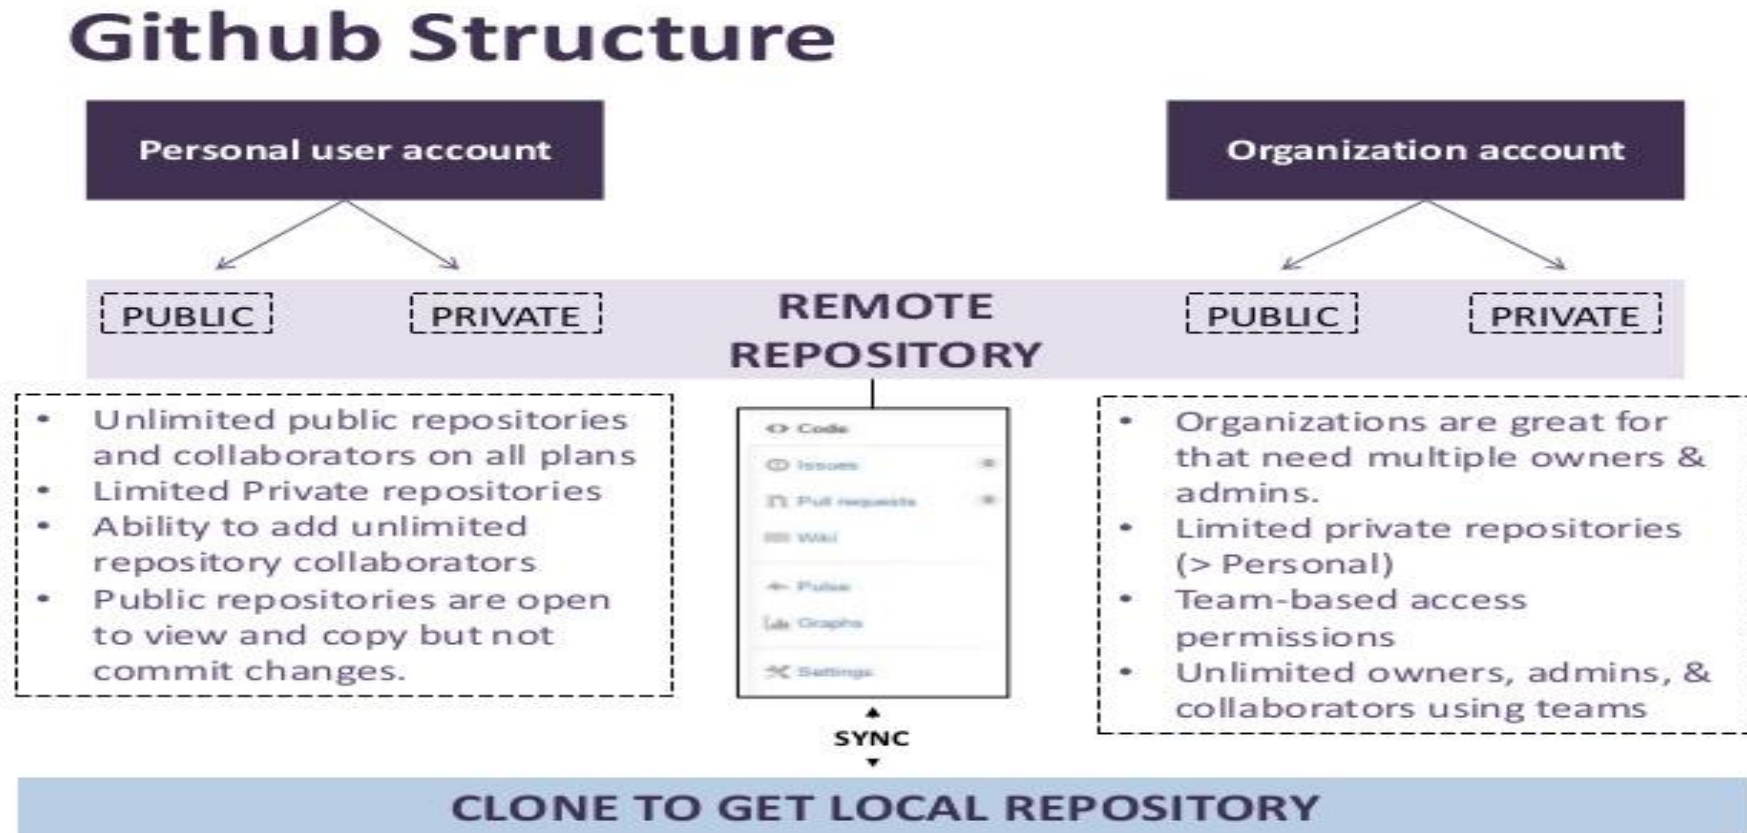 Github Structure
Personal user account
Organization account
PUBLIC
PRIVATE
REMOTE
REPOSITORY
PUBLIC
PRIVATE
• Unlimited public repositories
and collaborators on all plans
• Limited Private repositories
• Ability to add unlimited
repository collaborators
• Public repositories are open
to view and copy but not
commit changes.
<> Code
Issues
Pull requests
Wiki
Pulse
Graphs
Settings
• Organizations are great for
that need multiple owners &
admins.
• Limited private repositories
(> Personal)
• Team-based access
permissions
• Unlimited owners, admins, &
collaborators using teams
SYNC
CLONE TO GET LOCAL REPOSITORY